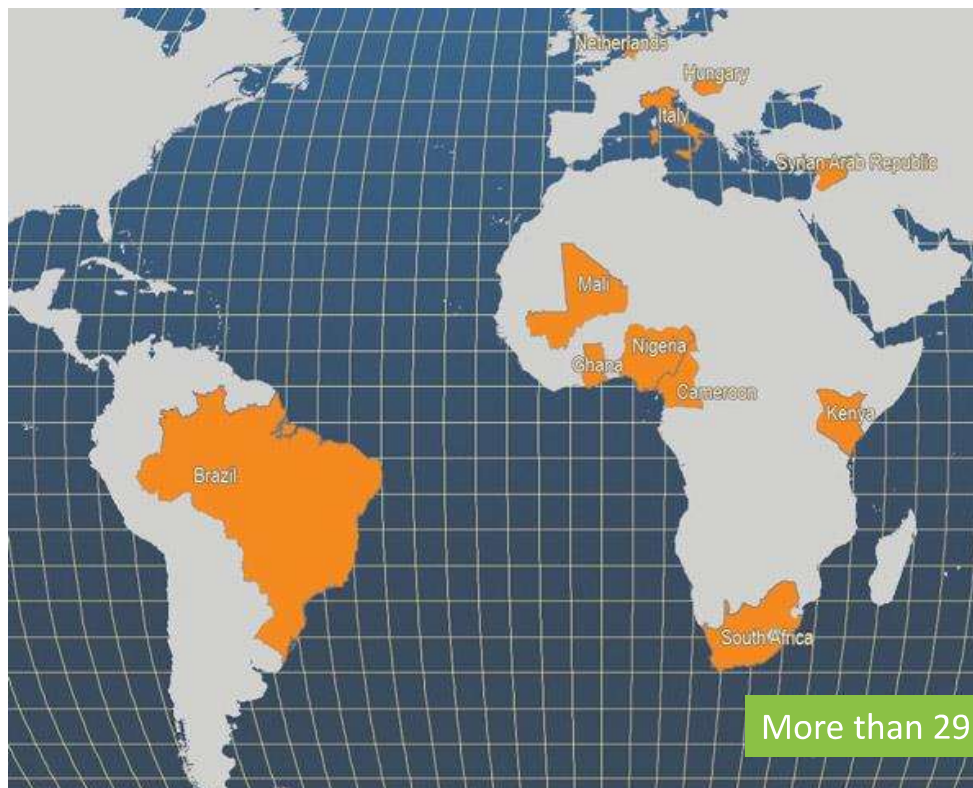 Netherlands
Hungary
Italy
Syrian Arab Republic
Mali
Nigeria
Ghana
Cameroon
Kenya
Brazil
South Africa
More than 29